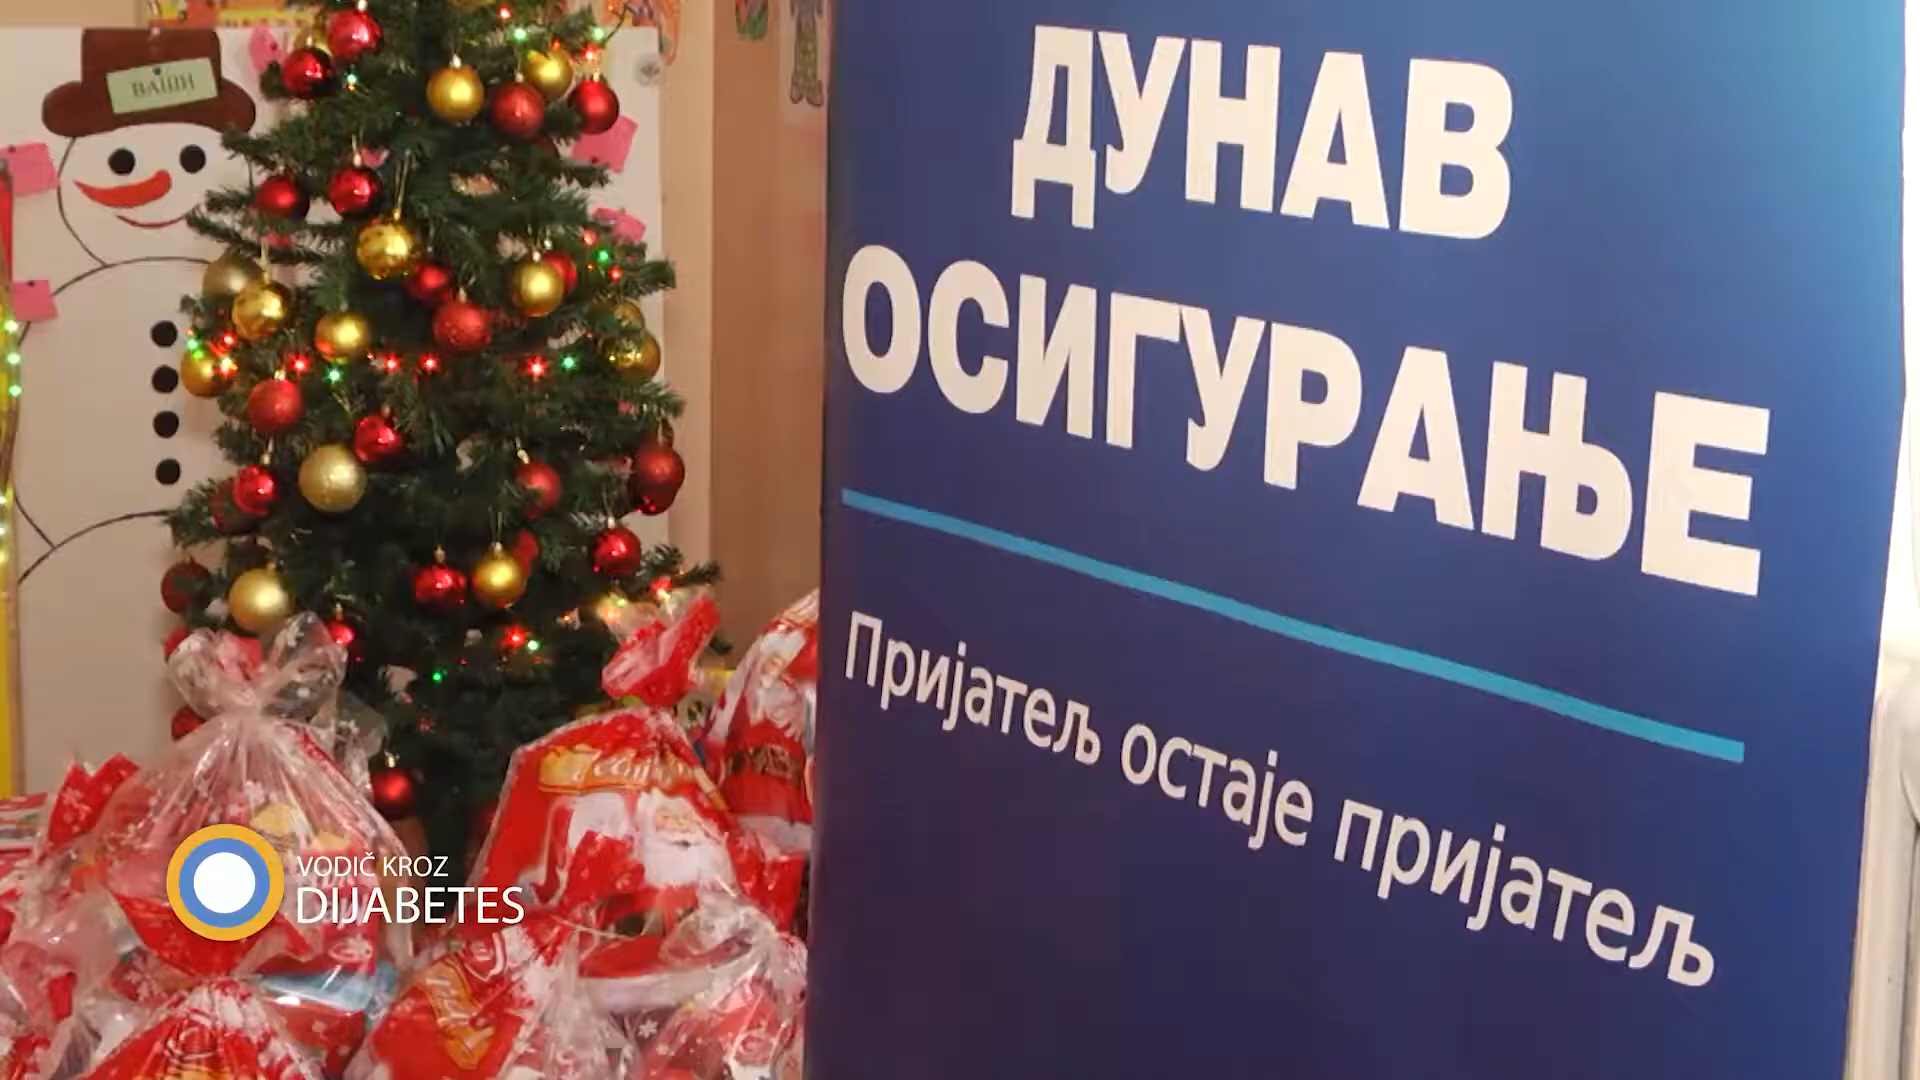 ДУНАВ
ОСИГУРАЊЕ
Пријатељ остаје пријатељ
VODIČ KROZ
DIJABETES